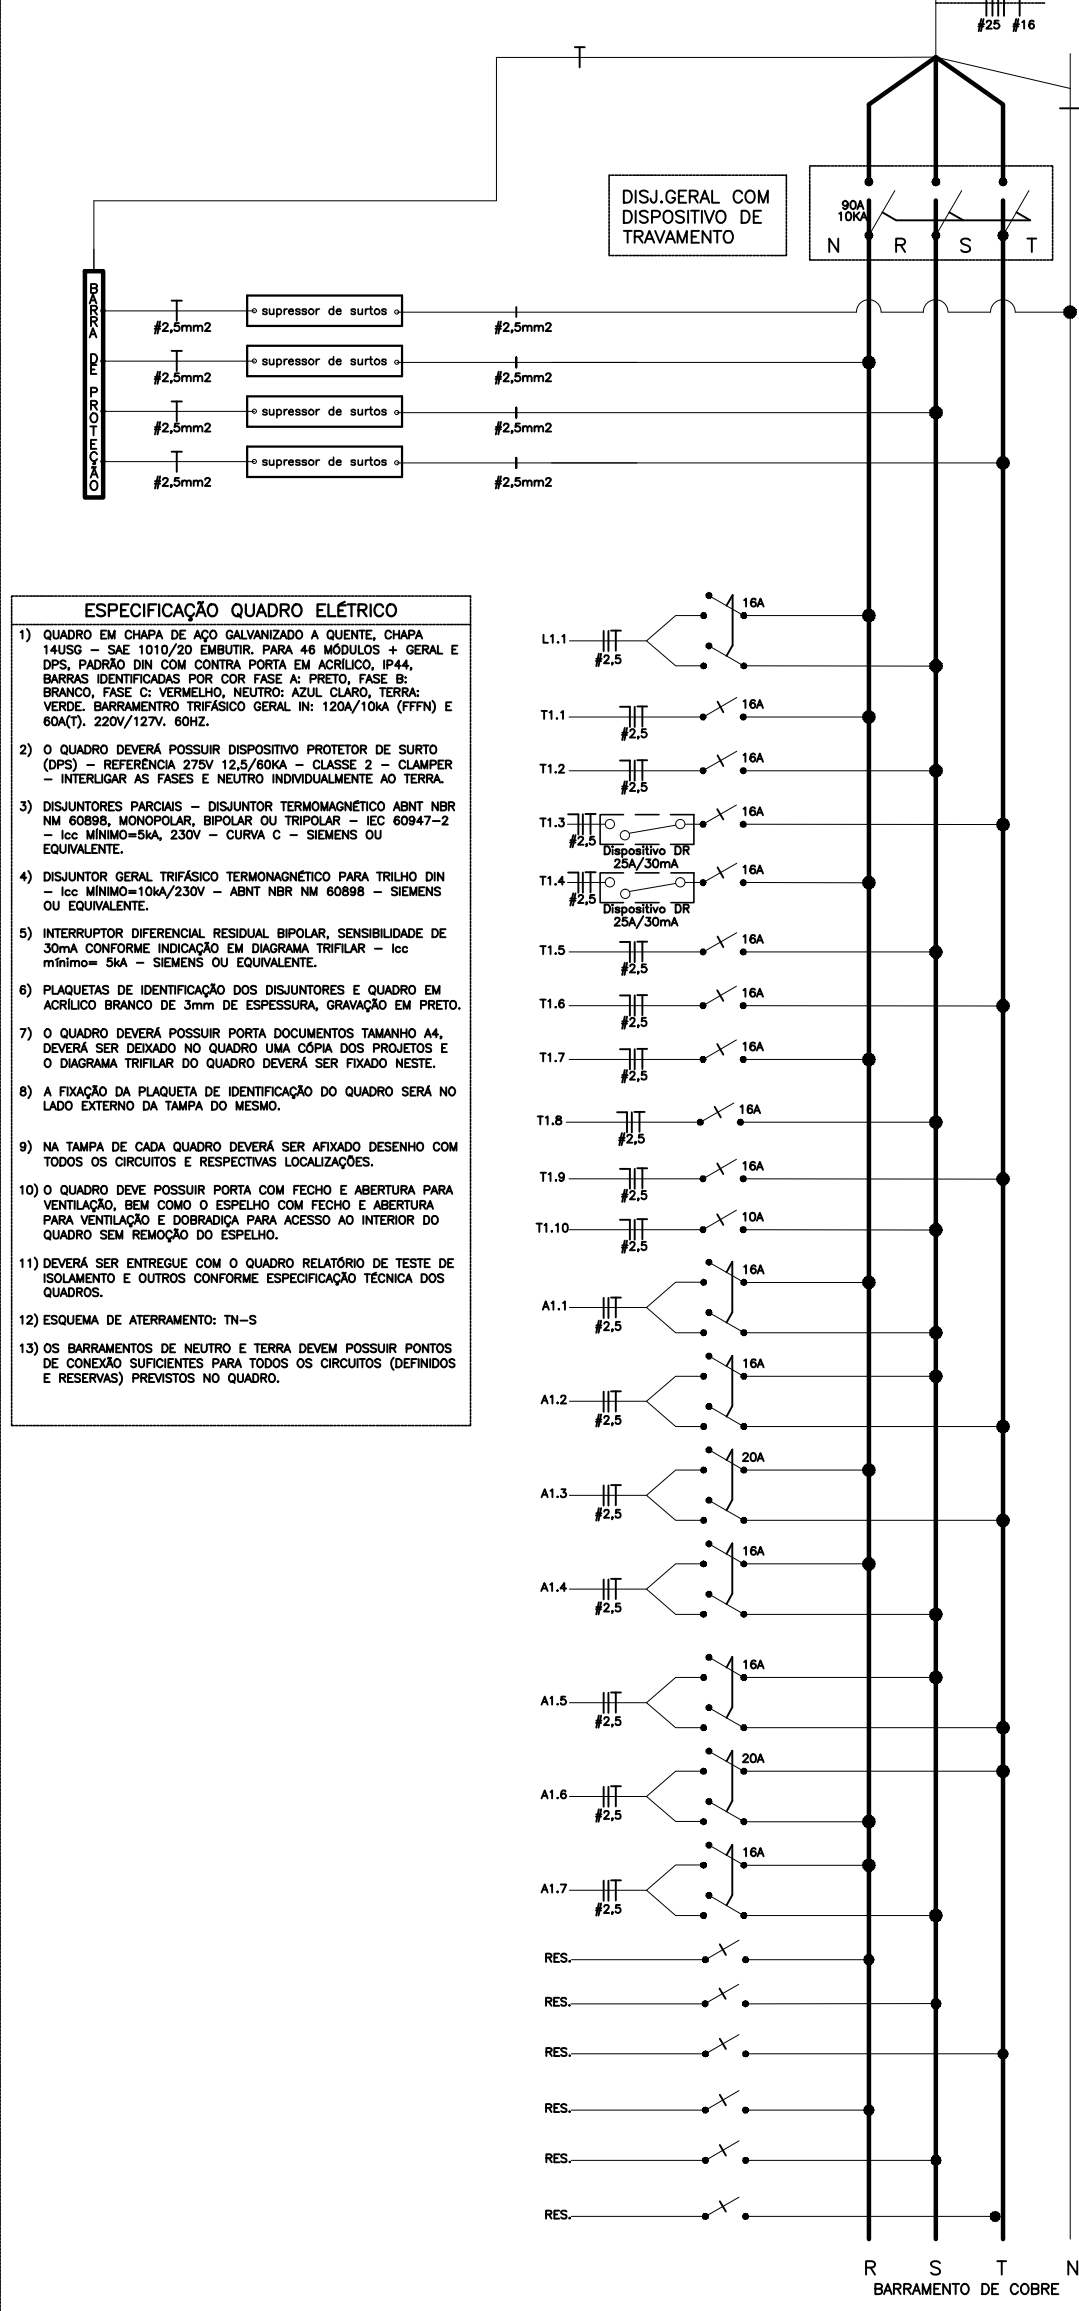 #25 #16
DISJ.GERAL COM
DISPOSITIVO DE
TRAVAMENTO
90A
10KA
N R S T
BARRA DE PROTEÇÃO
supressor de surtos
#2,5mm2 #2,5mm2
supressor de surtos
#2,5mm2 #2,5mm2
supressor de surtos
#2,5mm2 #2,5mm2
supressor de surtos
#2,5mm2 #2,5mm2
ESPECIFICAÇÃO QUADRO ELÉTRICO
1) QUADRO EM CHAPA DE AÇO GALVANIZADO A QUENTE, CHAPA
14USG – SAE 1010/20 EMBUTIR. PARA 46 MÓDULOS + GERAL E
DPS, PADRÃO DIN COM CONTRA PORTA EM ACRÍLICO, IP44,
BARRAS IDENTIFICADAS POR COR FASE A: PRETO, FASE B:
BRANCO, FASE C: VERMELHO, NEUTRO: AZUL CLARO, TERRA:
VERDE. BARRAMENTRO TRIFÁSICO GERAL IN: 120A/10kA (FFFN) E
60A(T). 220V/127V. 60HZ.
2) O QUADRO DEVERÁ POSSUIR DISPOSITIVO PROTETOR DE SURTO
(DPS) – REFERÊNCIA 275V 12,5/60KA – CLASSE 2 – CLAMPER
– INTERLIGAR AS FASES E NEUTRO INDIVIDUALMENTE AO TERRA.
3) DISJUNTORES PARCIAIS – DISJUNTOR TERMOMAGNÉTICO ABNT NBR
NM 60898, MONOPOLAR, BIPOLAR OU TRIPOLAR – IEC 60947-2
– Icc MÍNIMO=5kA, 230V – CURVA C – SIEMENS OU
EQUIVALENTE.
4) DISJUNTOR GERAL TRIFÁSICO TERMONAGNÉTICO PARA TRILHO DIN
– Icc MÍNIMO=10kA/230V – ABNT NBR NM 60898 – SIEMENS
OU EQUIVALENTE.
5) INTERRUPTOR DIFERENCIAL RESIDUAL BIPOLAR, SENSIBILIDADE DE
30mA CONFORME INDICAÇÃO EM DIAGRAMA TRIFILAR – Icc
mínimo= 5kA – SIEMENS OU EQUIVALENTE.
6) PLAQUETAS DE IDENTIFICAÇÃO DOS DISJUNTORES E QUADRO EM
ACRÍLICO BRANCO DE 3mm DE ESPESSURA, GRAVAÇÃO EM PRETO.
7) O QUADRO DEVERÁ POSSUIR PORTA DOCUMENTOS TAMANHO A4,
DEVERÁ SER DEIXADO NO QUADRO UMA CÓPIA DOS PROJETOS E
O DIAGRAMA TRIFILAR DO QUADRO DEVERÁ SER FIXADO NESTE.
8) A FIXAÇÃO DA PLAQUETA DE IDENTIFICAÇÃO DO QUADRO SERÁ NO
LADO EXTERNO DA TAMPA DO MESMO.
9) NA TAMPA DE CADA QUADRO DEVERÁ SER AFIXADO DESENHO COM
TODOS OS CIRCUITOS E RESPECTIVAS LOCALIZAÇÕES.
10) O QUADRO DEVE POSSUIR PORTA COM FECHO E ABERTURA PARA
VENTILAÇÃO, BEM COMO O ESPELHO COM FECHO E ABERTURA
PARA VENTILAÇÃO E DOBRADIÇA PARA ACESSO AO INTERIOR DO
QUADRO SEM REMOÇÃO DO ESPELHO.
11) DEVERÁ SER ENTREGUE COM O QUADRO RELATÓRIO DE TESTE DE
ISOLAMENTO E OUTROS CONFORME ESPECIFICAÇÃO TÉCNICA DOS
QUADROS.
12) ESQUEMA DE ATERRAMENTO: TN-S
13) OS BARRAMENTOS DE NEUTRO E TERRA DEVEM POSSUIR PONTOS
DE CONEXÃO SUFICIENTES PARA TODOS OS CIRCUITOS (DEFINIDOS
E RESERVAS) PREVISTOS NO QUADRO.
16A
L1.1
#2,5
T1.1 16A
#2,5
T1.2 16A
#2,5
T1.3 16A
#2,5
Dispositivo DR
25A/30mA
T1.4 16A
#2,5
Dispositivo DR
25A/30mA
T1.5 16A
#2,5
T1.6 16A
#2,5
T1.7 16A
#2,5
T1.8 16A
#2,5
T1.9 16A
#2,5
T1.10 10A
#2,5
16A
A1.1
#2,5
16A
A1.2
#2,5
20A
A1.3
#2,5
16A
A1.4
#2,5
16A
A1.5
#2,5
20A
A1.6
#2,5
16A
A1.7
#2,5
RES.
RES.
RES.
RES.
RES.
RES.
R S T N
BARRAMENTO DE COBRE